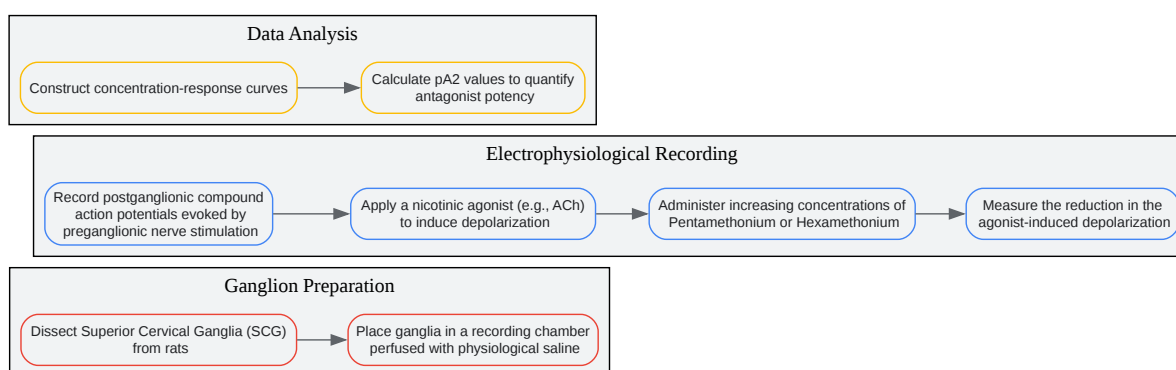 Data Analysis
Construct concentration-response curves
Calculate pA2 values to quantify
antagonist potency
Electrophysiological Recording
Record postganglionic compound
action potentials evoked by
preganglionic nerve stimulation
Apply a nicotinic agonist (e.g., ACh)
to induce depolarization
Administer increasing concentrations of
Pentamethonium or Hexamethonium
Measure the reduction in the
agonist-induced depolarization
Ganglion Preparation
Dissect Superior Cervical Ganglia (SCG)
from rats
Place ganglia in a recording chamber
perfused with physiological saline